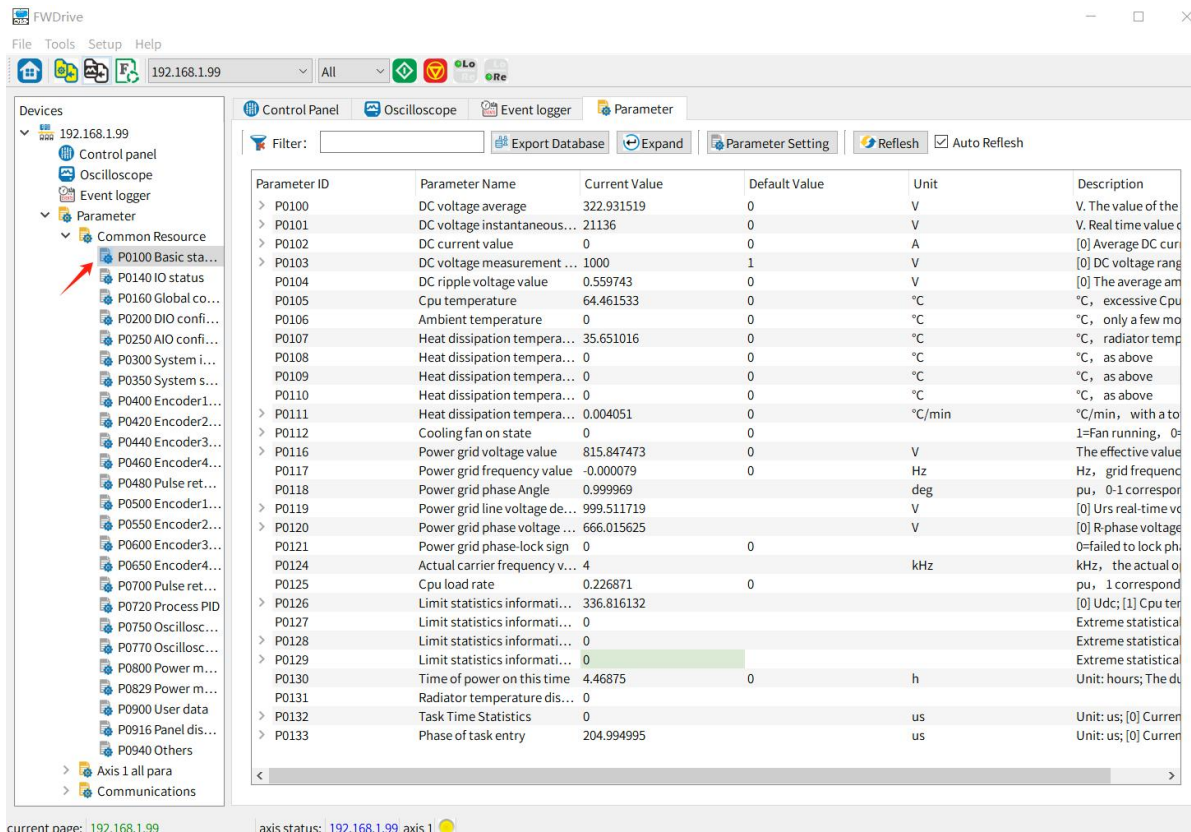 FWDrive
File Tools Setup Help
192.168.1.99 All Lo Re
Devices
192.168.1.99
Control panel
Oscilloscope
Event logger
Parameter
Common Resource
P0100 Basic sta...
P0140 IO status
P0160 Global co...
P0200 DIO confi...
P0250 AIO confi...
P0300 System i...
P0350 System s...
P0400 Encoder1...
P0420 Encoder2...
P0440 Encoder3...
P0460 Encoder4...
P0480 Pulse ret...
P0500 Encoder1...
P0550 Encoder2...
P0600 Encoder3...
P0650 Encoder4...
P0700 Pulse ret...
P0720 Process PID
P0750 Oscillosc...
P0770 Oscillosc...
P0800 Power m...
P0829 Power m...
P0900 User data
P0916 Panel dis...
P0940 Others
Axis 1 all para
Communications
Control Panel Oscilloscope Event logger Parameter
Filter: Export Database Expand Parameter Setting Reflesh Auto Reflesh
Parameter ID Parameter Name Current Value Default Value Unit Description
P0100 DC voltage average 322.931519 0 V V. The value of the
P0101 DC voltage instantaneous... 21136 0 V V. Real time value
P0102 DC current value 0 0 A [0] Average DC
P0103 DC voltage measurement ... 1000 1 V [0] DC voltage rang
P0104 DC ripple voltage value 0.559743 0 V [0] The average am
P0105 Cpu temperature 64.461533 0 °C °C, excessive Cpu
P0106 Ambient temperature 0 0 °C °C, only a few mo
P0107 Heat dissipation tempera... 35.651016 0 °C °C, radiator temp
P0108 Heat dissipation tempera... 0 0 °C °C, as above
P0109 Heat dissipation tempera... 0 0 °C °C, as above
P0110 Heat dissipation tempera... 0 0 °C °C, as above
P0111 Heat dissipation tempera... 0.004051 0 °C/min °C/min, with a to
P0112 Cooling fan on state 0 0 1=Fan running, 0=
P0116 Power grid voltage value 815.847473 0 V The effective value
P0117 Power grid frequency value -0.000079 0 Hz Hz, grid frequenc
P0118 Power grid phase Angle 0.999969 deg pu, 0-1 correspor
P0119 Power grid line voltage de... 999.511719 V [0] Urs real-time
P0120 Power grid phase voltage ... 666.015625 V [0] R-phase voltage
P0121 Power grid phase-lock sign 0 0 0=failed to lock
P0124 Actual carrier frequency v... 4 kHz kHz, the actual
P0125 Cpu load rate 0.226871 0 pu, 1 correspond
P0126 Limit statistics informati... 336.816132 [0] Udc; [1] Cpu
P0127 Limit statistics informati... 0 Extreme statistical
P0128 Limit statistics informati... 0 Extreme statistical
P0129 Limit statistics informati... 0 Extreme statistical
P0130 Time of power on this time 4.46875 0 h Unit: hours; The
P0131 Radiator temperature dis... 0
P0132 Task Time Statistics 0 us Unit: us; [0] Curren
P0133 Phase of task entry 204.994995 us Unit: us; [0] Curren
current page: 192.168.1.99 axis status: 192.168.1.99 axis 1